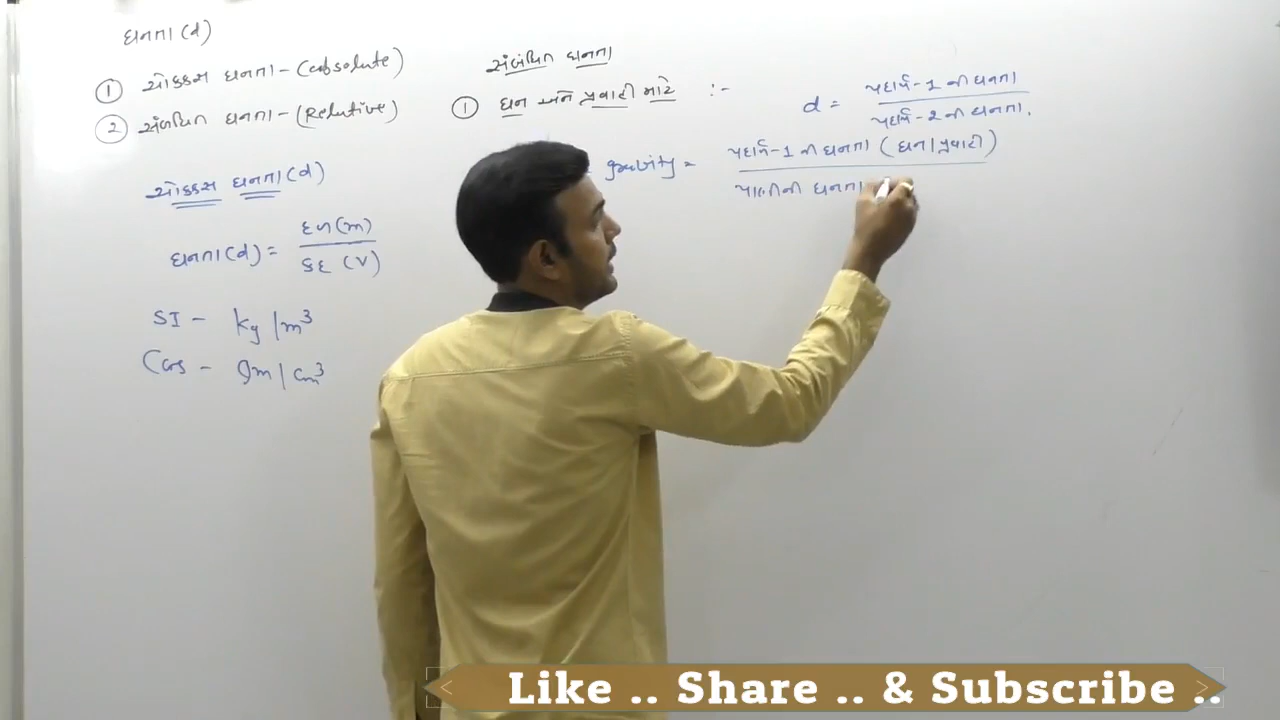 ઘનતા (d)
① ચોક્કસ ઘનતા - (absolute)
② સંબંધિત ઘનતા - (Relative)
ચોક્કસ ઘનતા (d)
ઘનતા (d) = દળ (m) / કદ (V)
SI - kg/m³
CGS - gm/cm³
સંબંધિત ઘનતા
① ઘન અને પ્રવાહી માટે :-
d = પદાર્થ-1 ની ઘનતા / પદાર્થ-2 ની ઘનતા.
gravity = પદાર્થ-1 ની ઘનતા (ઘન/પ્રવાહી) / પાણીની ઘનતા
Like .. Share .. & Subscribe ..